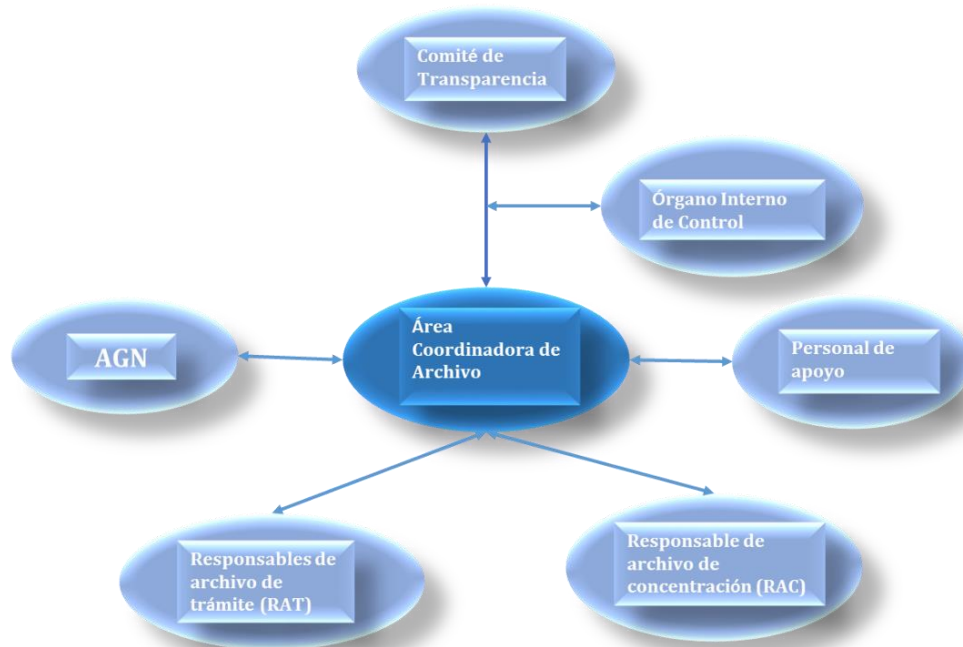 Comité de
Transparencia
Órgano Interno
de Control
Área
Coordinadora de
Archivo
AGN
Personal de
apoyo
Responsables de
archivo de
trámite (RAT)
Responsable de
archivo de
concentración (RAC)